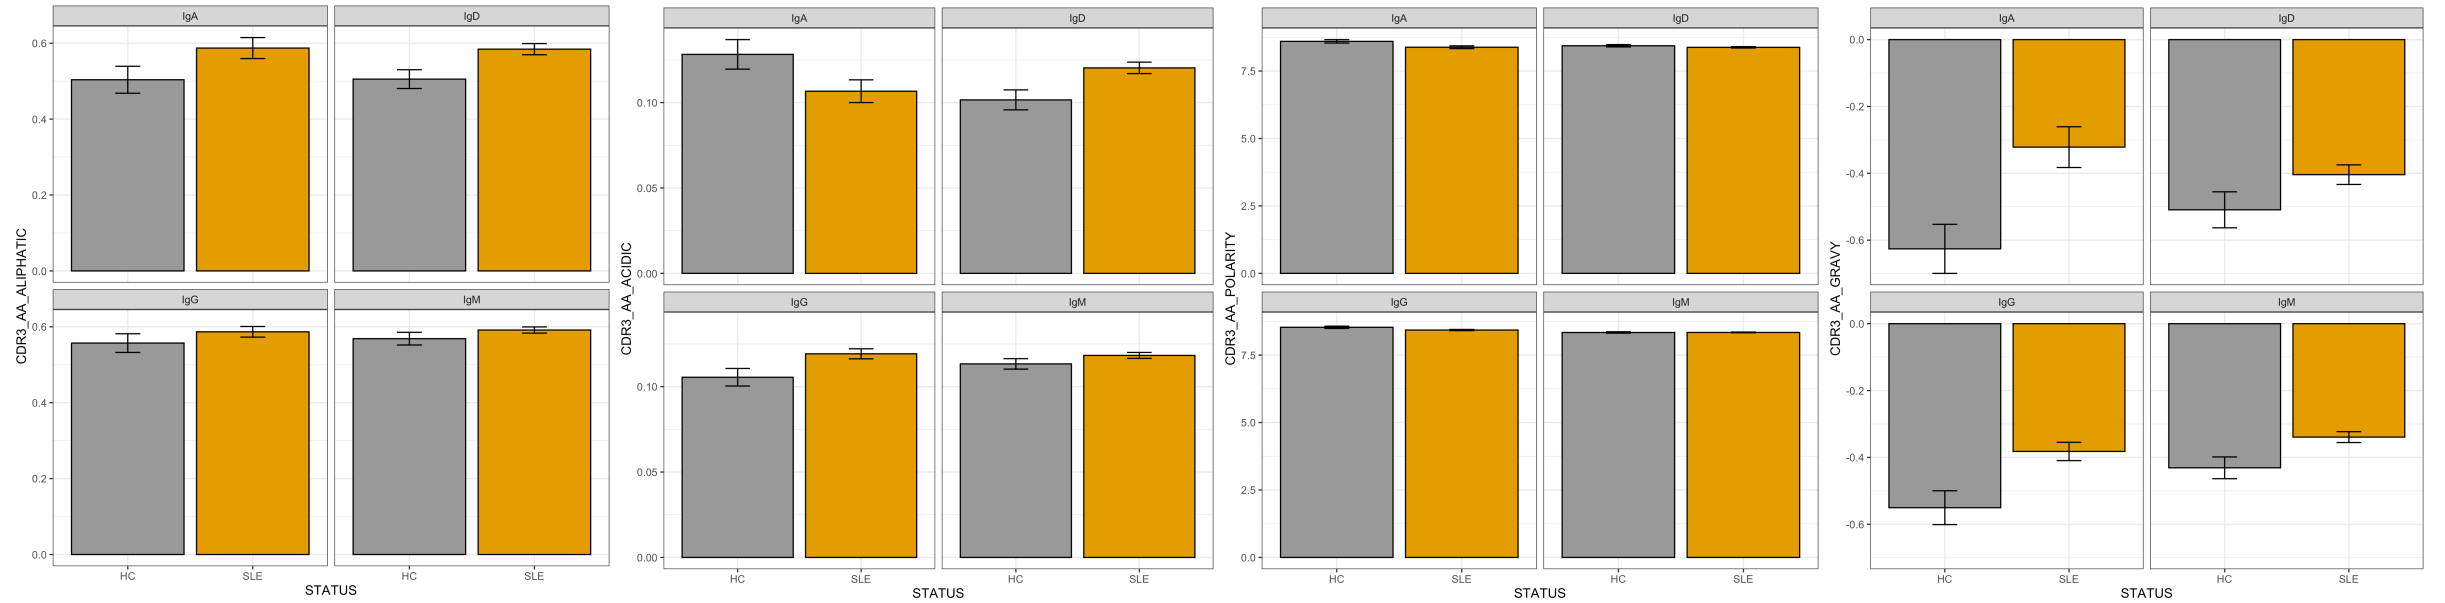 CDR3_AA_ALIPHATIC
IgA
IgD
0.6
0.4
0.2
0.0
IgG
IgM
0.6
0.4
0.2
0.0
HC
SLE
HC
SLE
STATUS
CDR3_AA_ACIDIC
IgA
IgD
0.10
0.05
0.00
IgG
IgM
0.10
0.05
0.00
HC
SLE
HC
SLE
STATUS
CDR3_AA_POLARITY
IgA
IgD
7.5
5.0
2.5
0.0
IgG
IgM
7.5
5.0
2.5
0.0
HC
SLE
HC
SLE
STATUS
CDR3_AA_GRAVY
IgA
IgD
0.0
-0.2
-0.4
-0.6
IgG
IgM
0.0
-0.2
-0.4
-0.6
HC
SLE
HC
SLE
STATUS